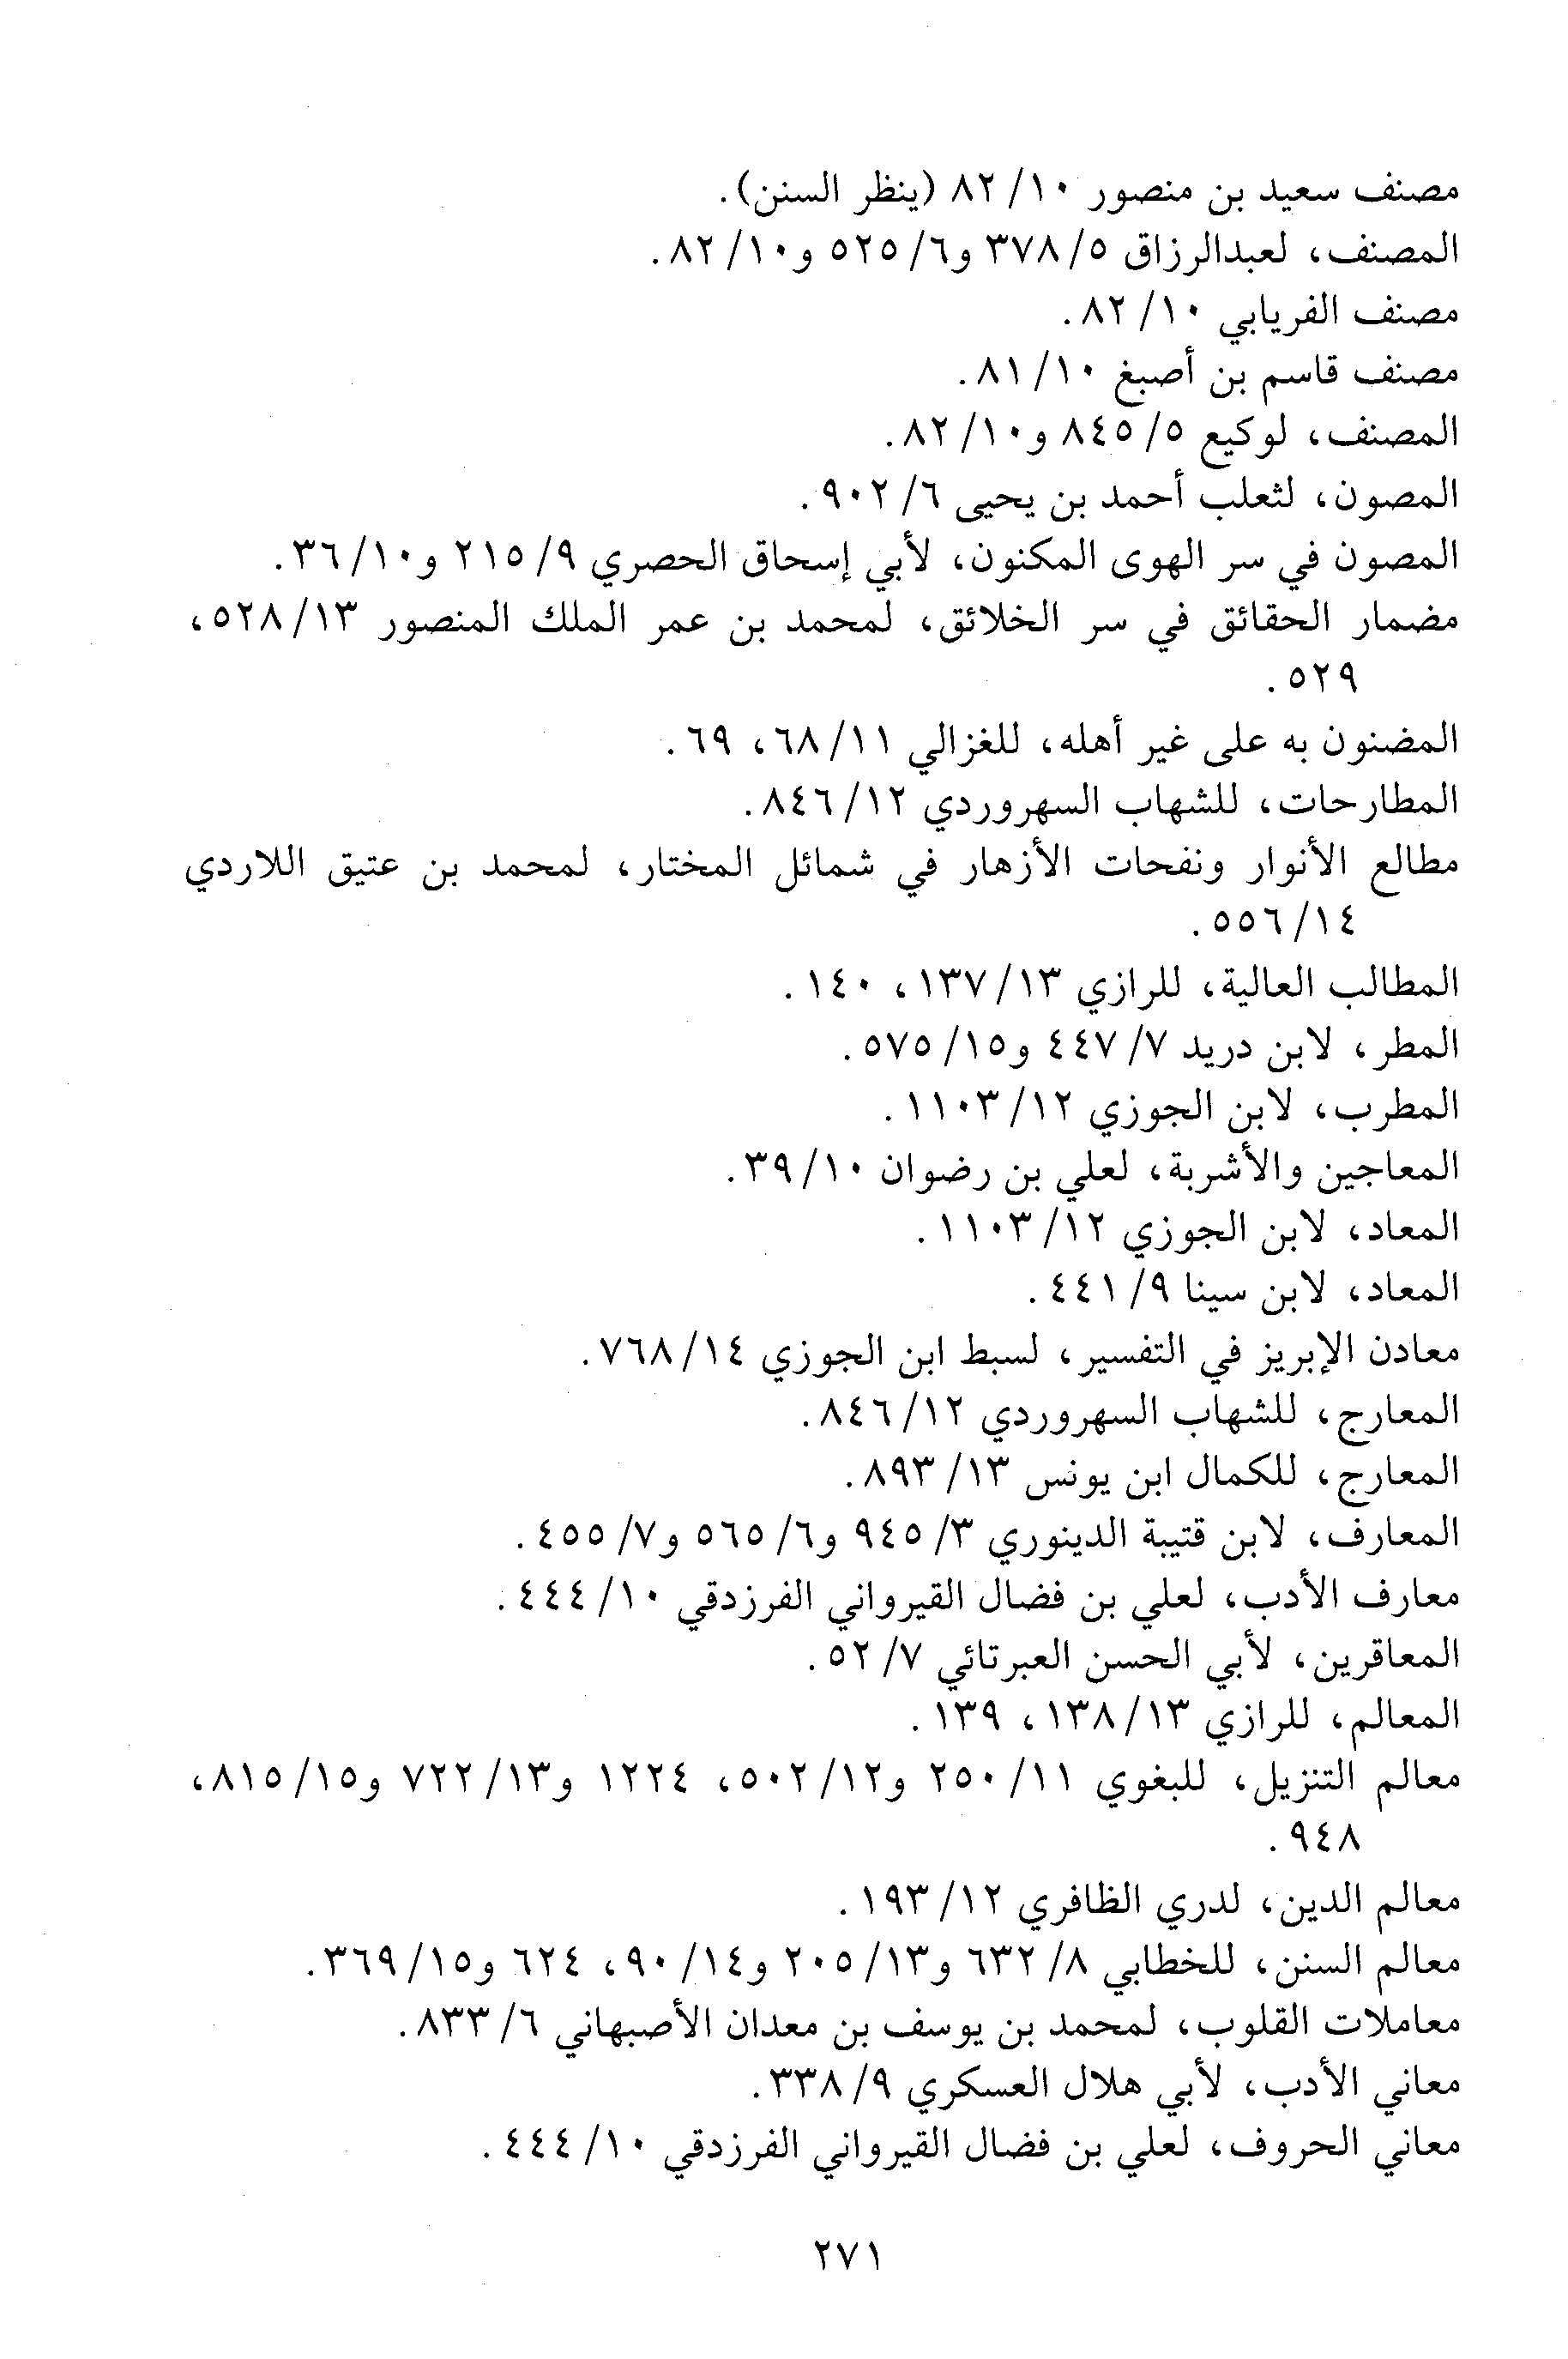 مصنف سعيد بن منصور ١٠/ ٨٢ (ينظر السنن).
المصنف، لعبدالرزاق ٥/ ٣٧٨ و٦/ ٥٢٥ و١٠/ ٨٢.
مصنف الفريابي ١٠/ ٨٢.
مصنف قاسم بن أصبغ ١٠/ ٨١.
المصنف، لوكيع ٥/ ٨٤٥ و١٠/ ٨٢.
المصون، لثعلب أحمد بن يحيى ٦/ ٩٠٢.
المصون في سر الهوى المكنون، لأبي إسحاق الحصري ٩/ ٢١٥ و١٠/ ٣٦.
مضمار الحقائق في سر الخلائق، لمحمد بن عمر الملك المنصور ١٣/ ٥٢٨،
٥٢٩.
المضنون به على غير أهله، للغزالي ١١/ ٦٨، ٦٩.
المطارحات، للشهاب السهروردي ١٢/ ٨٤٦.
مطالع الأنوار ونفحات الأزهار في شمائل المختار، لمحمد بن عتيق اللاردي
١٤/ ٥٥٦.
المطالب العالية، للرازي ١٣/ ١٣٧، ١٤٠.
المطر، لابن دريد ٧/ ٤٤٧ و١٥/ ٥٧٥.
المطرب، لابن الجوزي ١٢/ ١١٠٣.
المعاجين والأشربة، لعلي بن رضوان ١٠/ ٣٩.
المعاد، لابن الجوزي ١٢/ ١١٠٣.
المعاد، لابن سينا ٩/ ٤٤١.
معادن الإبريز في التفسير، لسبط ابن الجوزي ١٤/ ٧٦٨.
المعارج، للشهاب السهروردي ١٢/ ٨٤٦.
المعارج، للكمال ابن يونس ١٣/ ٨٩٣.
المعارف، لابن قتيبة الدينوري ٣/ ٩٤٥ و٦/ ٥٦٥ و٧/ ٤٥٥.
معارف الأدب، لعلي بن فضال القيرواني الفرزدقي ١٠/ ٤٤٤.
المعاقرين، لأبي الحسن العبرتائي ٧/ ٥٢.
المعالم، للرازي ١٣/ ١٣٨، ١٣٩.
معالم التنزيل، للبغوي ١١/ ٢٥٠ و١٢/ ٥٠٢، ١٢٢٤ و١٣/ ٧٢٢ و١٥/ ٨١٥،
٩٤٨.
معالم الدين، لدري الظافري ١٢/ ١٩٣.
معالم السنن، للخطابي ٨/ ٦٣٢ و١٣/ ٢٠٥ و١٤/ ٩٠، ٦٢٤ و١٥/ ٣٦٩.
معاملات القلوب، لمحمد بن يوسف بن معدان الأصبهاني ٦/ ٨٣٣.
معاني الأدب، لأبي هلال العسكري ٩/ ٣٣٨.
معاني الحروف، لعلي بن فضال القيرواني الفرزدقي ١٠/ ٤٤٤.
٢٧١